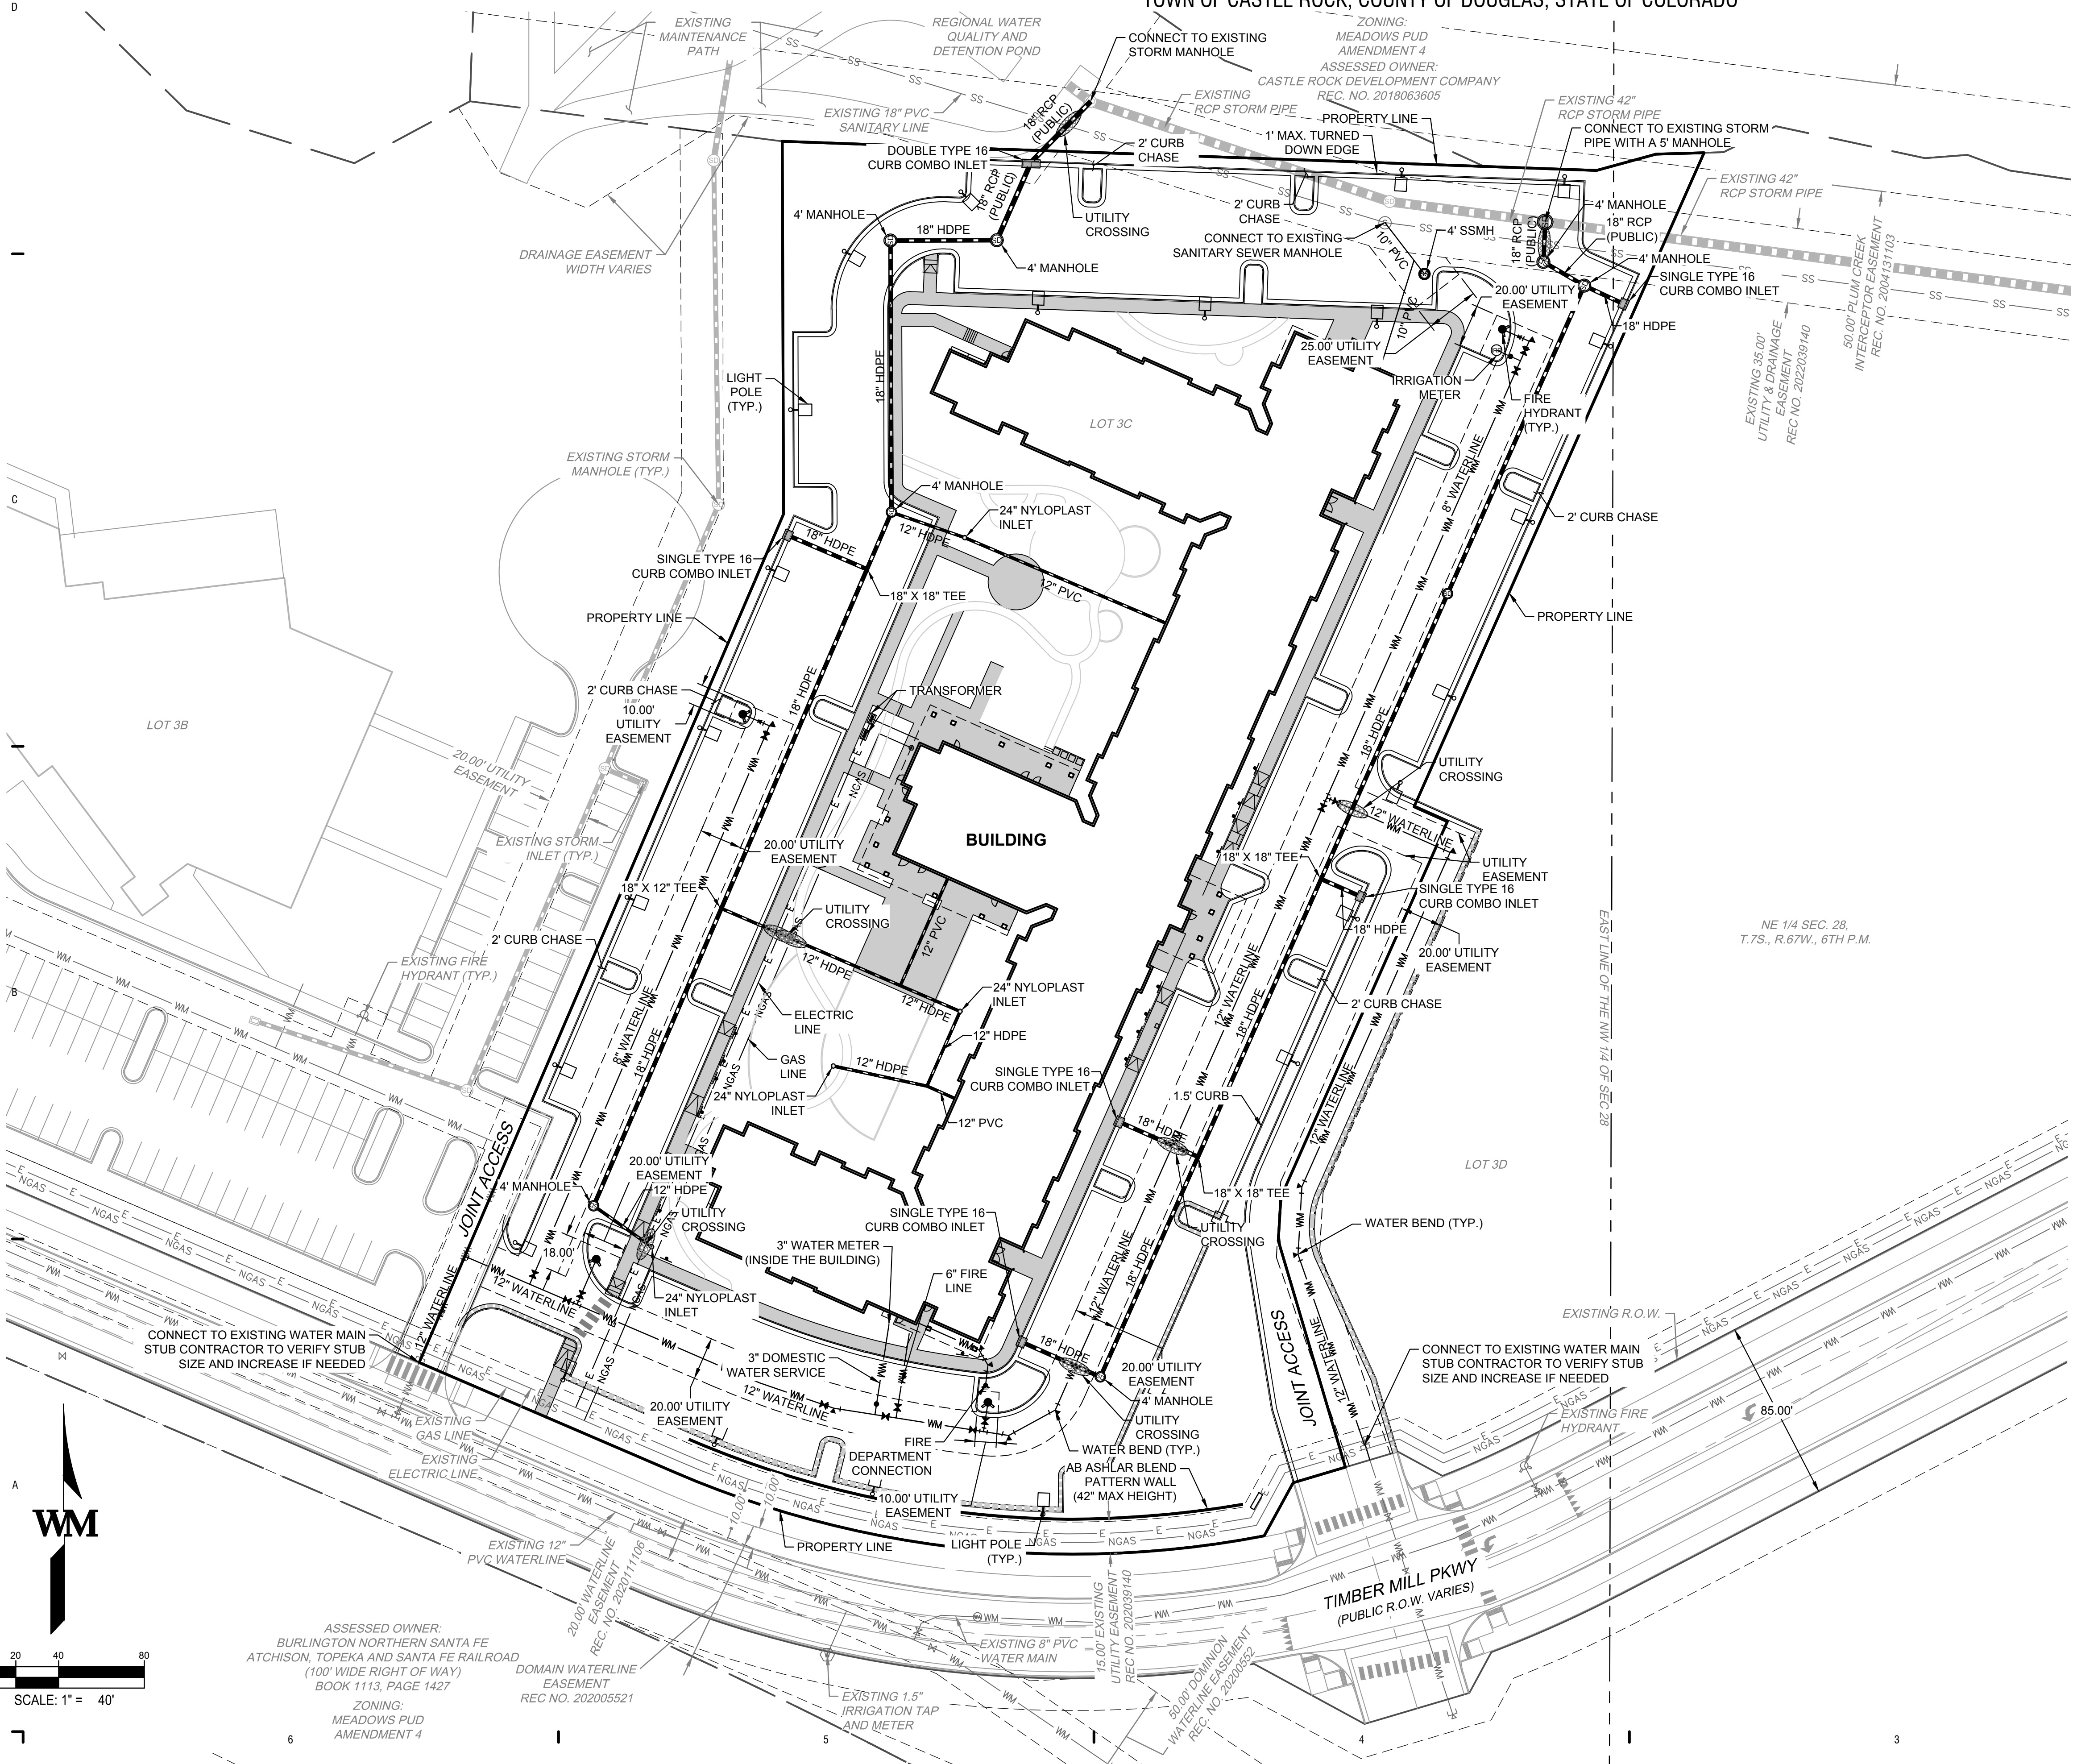 D
TOWN OF CASTLE ROCK, COUNTY OF DOUGLAS, STATE OF COLORADO
EXISTING
MAINTENANCE
PATH
REGIONAL WATER
QUALITY AND
DETENTION POND
CONNECT TO EXISTING
STORM MANHOLE
ZONING:
MEADOWS PUD
AMENDMENT 4
ASSESSED OWNER:
CASTLE ROCK DEVELOPMENT COMPANY
REC. NO. 2018063605
EXISTING 18" PVC
SANITARY LINE
18" RCP
(PUBLIC)
EXISTING
RCP STORM PIPE
PROPERTY LINE
EXISTING 42"
RCP STORM PIPE
CONNECT TO EXISTING STORM
PIPE WITH A 5' MANHOLE
1' MAX. TURNED
DOWN EDGE
2' CURB
CHASE
DOUBLE TYPE 16
CURB COMBO INLET
18" RCP
(PUBLIC)
EXISTING 42"
RCP STORM PIPE
4' MANHOLE
18" HDPE
4' MANHOLE
UTILITY
CROSSING
2' CURB
CHASE
CONNECT TO EXISTING
SANITARY SEWER MANHOLE
10" PVC
4' SSMH
10" PVC
18" RCP
(PUBLIC)
4' MANHOLE
18" RCP
(PUBLIC)
4' MANHOLE
SINGLE TYPE 16
CURB COMBO INLET
18" HDPE
DRAINAGE EASEMENT
WIDTH VARIES
20.00' UTILITY
EASEMENT
25.00' UTILITY
EASEMENT
IRRIGATION
METER
FIRE
HYDRANT
(TYP.)
EXISTING 35.00'
UTILITY & DRAINAGE
EASEMENT
REC NO. 2022039140
50.00' PLUM CREEK
INTERCEPTOR EASEMENT
REC. NO. 2004131103
LIGHT
POLE
(TYP.)
18" HDPE
LOT 3C
C
EXISTING STORM
MANHOLE (TYP.)
4' MANHOLE
24" NYLOPLAST
INLET
12" HDPE
12" PVC
8" WATERLINE
2' CURB CHASE
18" HDPE
SINGLE TYPE 16
CURB COMBO INLET
18" X 18" TEE
PROPERTY LINE
PROPERTY LINE
18" HDPE
18" HDPE
2' CURB CHASE
10.00'
UTILITY
EASEMENT
TRANSFORMER
LOT 3B
20.00' UTILITY
EASEMENT
UTILITY
CROSSING
12" WATERLINE
EXISTING STORM
INLET (TYP.)
20.00' UTILITY
EASEMENT
BUILDING
18" X 18" TEE
UTILITY
EASEMENT
SINGLE TYPE 16
CURB COMBO INLET
18" HDPE
20.00' UTILITY
EASEMENT
18" X 12" TEE
UTILITY
CROSSING
12" PVC
2' CURB CHASE
12" HDPE
EXISTING FIRE
HYDRANT (TYP.)
B
12" HDPE
24" NYLOPLAST
INLET
2' CURB CHASE
EAST LINE OF THE NW 1/4 OF SEC 28
NE 1/4 SEC. 28,
T.7S., R.67W., 6TH P.M.
8" WATERLINE
18" HDPE
ELECTRIC
LINE
GAS
LINE
12" HDPE
12" HDPE
24" NYLOPLAST
INLET
12" PVC
12" WATERLINE
18" HDPE
SINGLE TYPE 16
CURB COMBO INLET
1.5' CURB
12" WATERLINE
18" HDPE
LOT 3D
JOINT ACCESS
20.00' UTILITY
EASEMENT
4' MANHOLE
12" HDPE
UTILITY
CROSSING
18.00'
SINGLE TYPE 16
CURB COMBO INLET
18" X 18" TEE
UTILITY
CROSSING
WATER BEND (TYP.)
3" WATER METER
(INSIDE THE BUILDING)
6" FIRE
LINE
12" WATERLINE
24" NYLOPLAST
INLET
12" WATERLINE
12" WATERLINE
18" HDPE
EXISTING R.O.W.
CONNECT TO EXISTING WATER MAIN
STUB CONTRACTOR TO VERIFY STUB
SIZE AND INCREASE IF NEEDED
3" DOMESTIC
WATER SERVICE
18" HDPE
20.00' UTILITY
EASEMENT
4' MANHOLE
UTILITY
CROSSING
JOINT ACCESS
12" WATERLINE
CONNECT TO EXISTING WATER MAIN
STUB CONTRACTOR TO VERIFY STUB
SIZE AND INCREASE IF NEEDED
12" WATERLINE
20.00' UTILITY
EASEMENT
EXISTING
GAS LINE
EXISTING
ELECTRIC LINE
FIRE
DEPARTMENT
CONNECTION
WATER BEND (TYP.)
AB ASHLAR BLEND
PATTERN WALL
(42" MAX HEIGHT)
EXISTING FIRE
HYDRANT
85.00'
A
WM
10.00'
10.00'
10.00' UTILITY
EASEMENT
PROPERTY LINE
LIGHT POLE
(TYP.)
EXISTING 12"
PVC WATERLINE
20.00' WATERLINE
EASEMENT
REC. NO. 2020111106
15.00' EXISTING
UTILITY EASEMENT
REC NO. 2022039140
TIMBER MILL PKWY
(PUBLIC R.O.W. VARIES)
ASSESSED OWNER:
BURLINGTON NORTHERN SANTA FE
ATCHISON, TOPEKA AND SANTA FE RAILROAD
(100' WIDE RIGHT OF WAY)
BOOK 1113, PAGE 1427
ZONING:
MEADOWS PUD
AMENDMENT 4
DOMAIN WATERLINE
EASEMENT
REC NO. 202005521
EXISTING 8" PVC
WATER MAIN
EXISTING 1.5"
IRRIGATION TAP
AND METER
50.00' DOMINION
WATERLINE EASEMENT
REC. NO. 20200552
20 40 80
SCALE: 1" = 40'
6 5 4 3